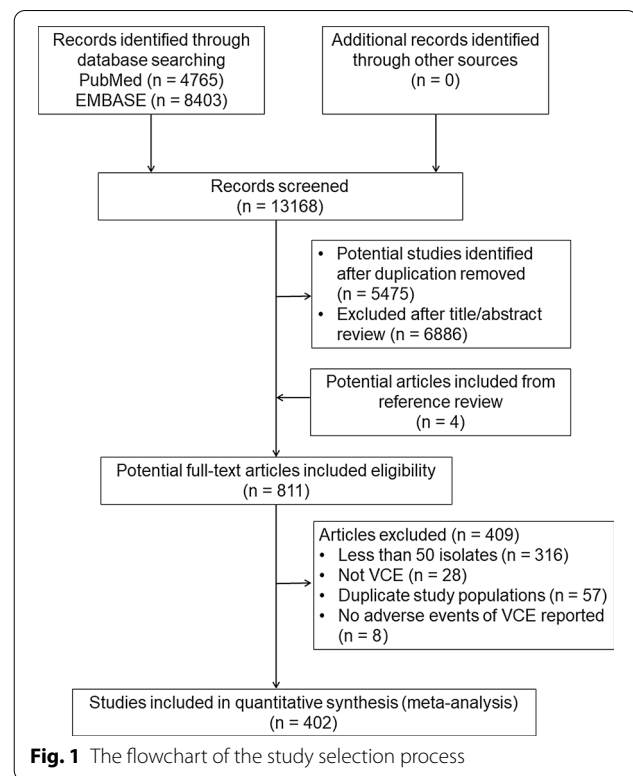 Records identified through
database searching
PubMed (n = 4765)
EMBASE (n = 8403)
Additional records identified
through other sources
(n = 0)
Records screened
(n = 13168)
• Potential studies identified
after duplication removed
(n = 5475)
• Excluded after title/abstract
review (n = 6886)
Potential articles included from
reference review
(n = 4)
Potential full-text articles included eligibility
(n = 811)
Articles excluded (n = 409)
• Less than 50 isolates (n = 316)
• Not VCE (n = 28)
• Duplicate study populations (n = 57)
• No adverse events of VCE reported
(n = 8)
Studies included in quantitative synthesis (meta-analysis)
(n = 402)
Fig. 1 The flowchart of the study selection process